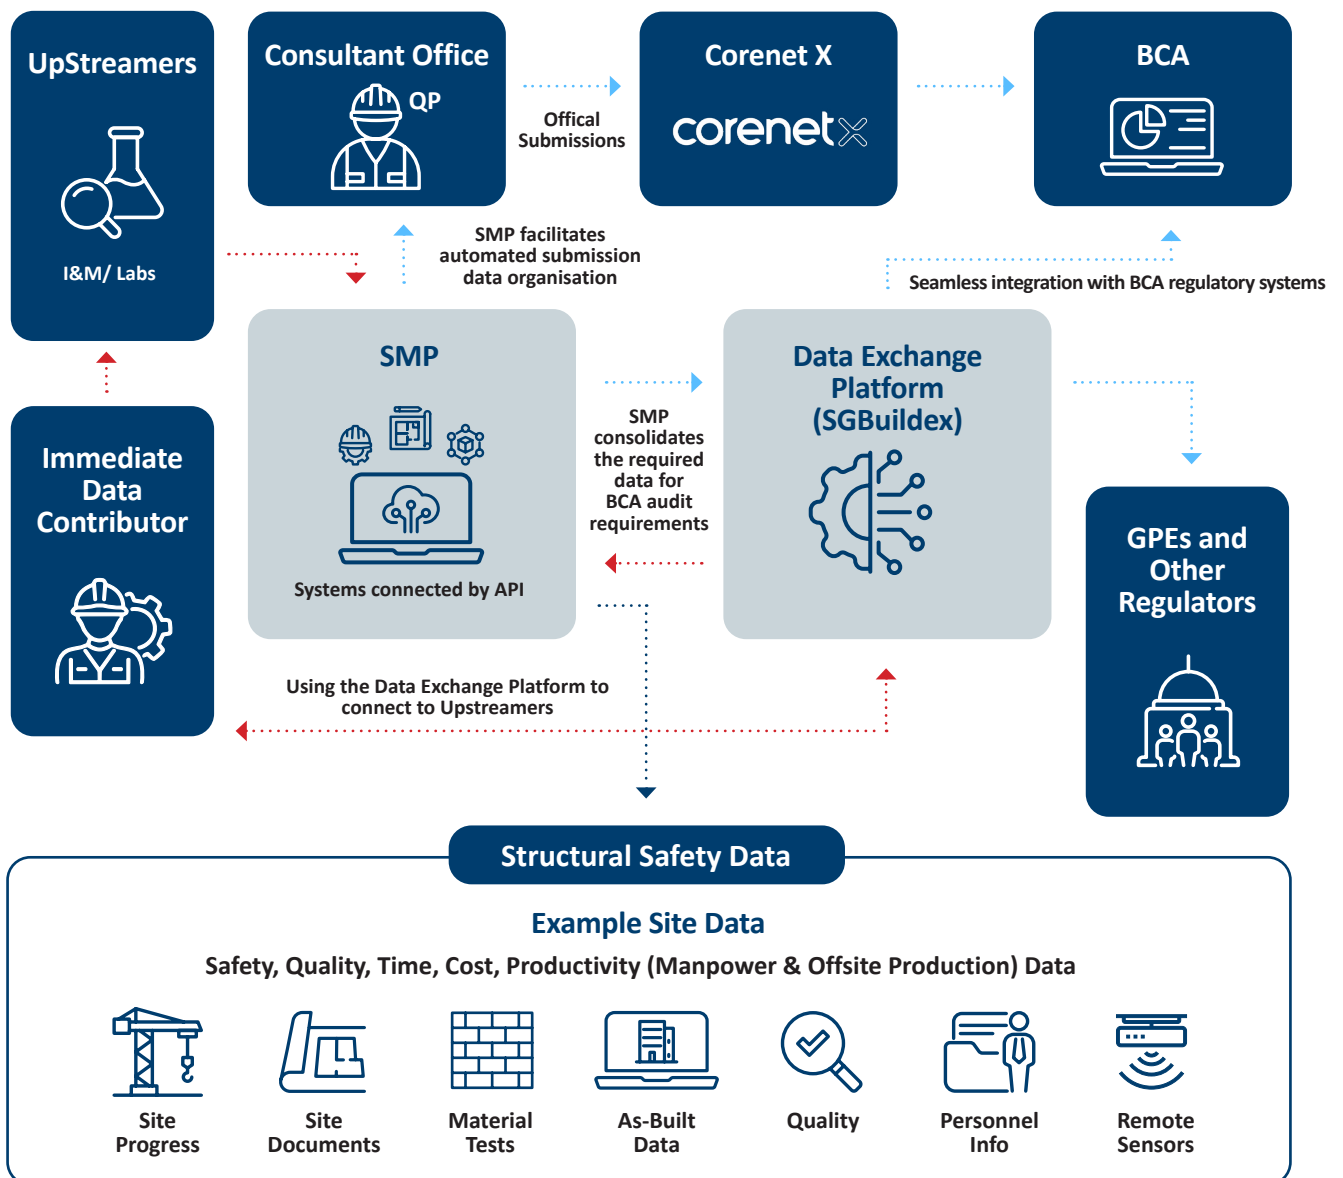 UpStreamers
I&M/ Labs
Consultant Office
QP
Offical
Submissions
Corenet X
corenet X
BCA
SMP facilitates
automated submission
data organisation
Seamless integration with BCA regulatory systems
Immediate
Data
Contributor
SMP
Systems connected by API
SMP
consolidates
the required
data for
BCA audit
requirements
Data Exchange
Platform
(SGBuildex)
GPEs and
Other
Regulators
Using the Data Exchange Platform to
connect to Upstreamers
Structural Safety Data
Example Site Data
Safety, Quality, Time, Cost, Productivity (Manpower & Offsite Production) Data
Site
Progress
Site
Documents
Material
Tests
As-Built
Data
Quality
Personnel
Info
Remote
Sensors